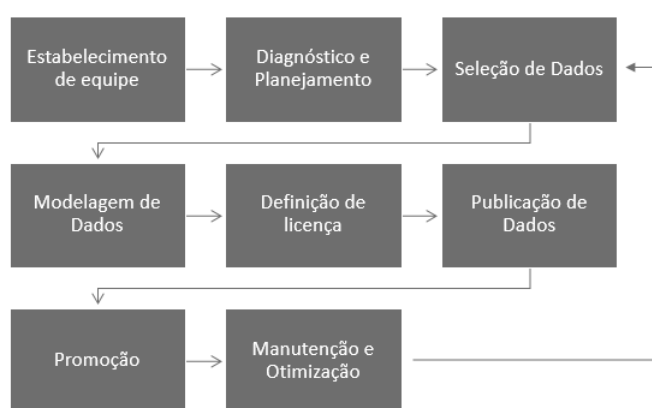 Estabelecimento
de equipe
Diagnóstico e
Planejamento
Seleção de Dados
Modelagem de
Dados
Definição de
licença
Publicação de
Dados
Promoção
Manutenção e
Otimização